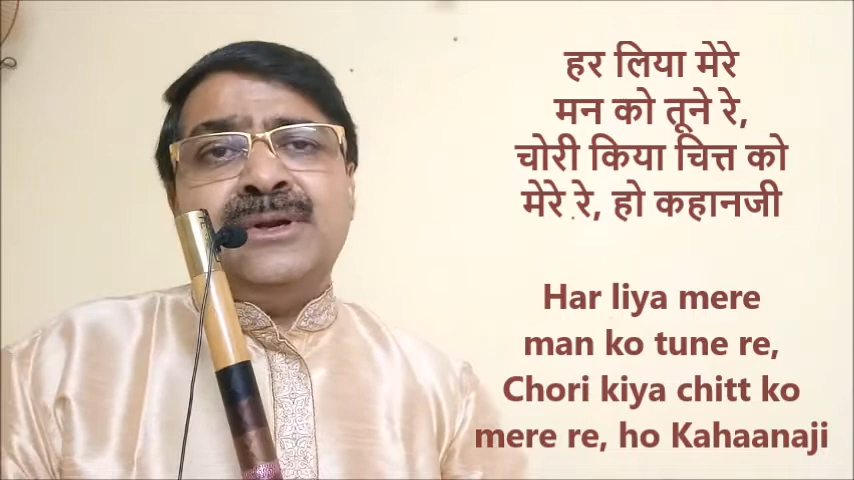 हर लिया मेरे
मन को तूने रे,
चोरी किया चित्त को
मेरे रे, हो कहानजी
Har liya mere
man ko tune re,
Chori kiya chitt ko
mere re, ho Kahaanaji